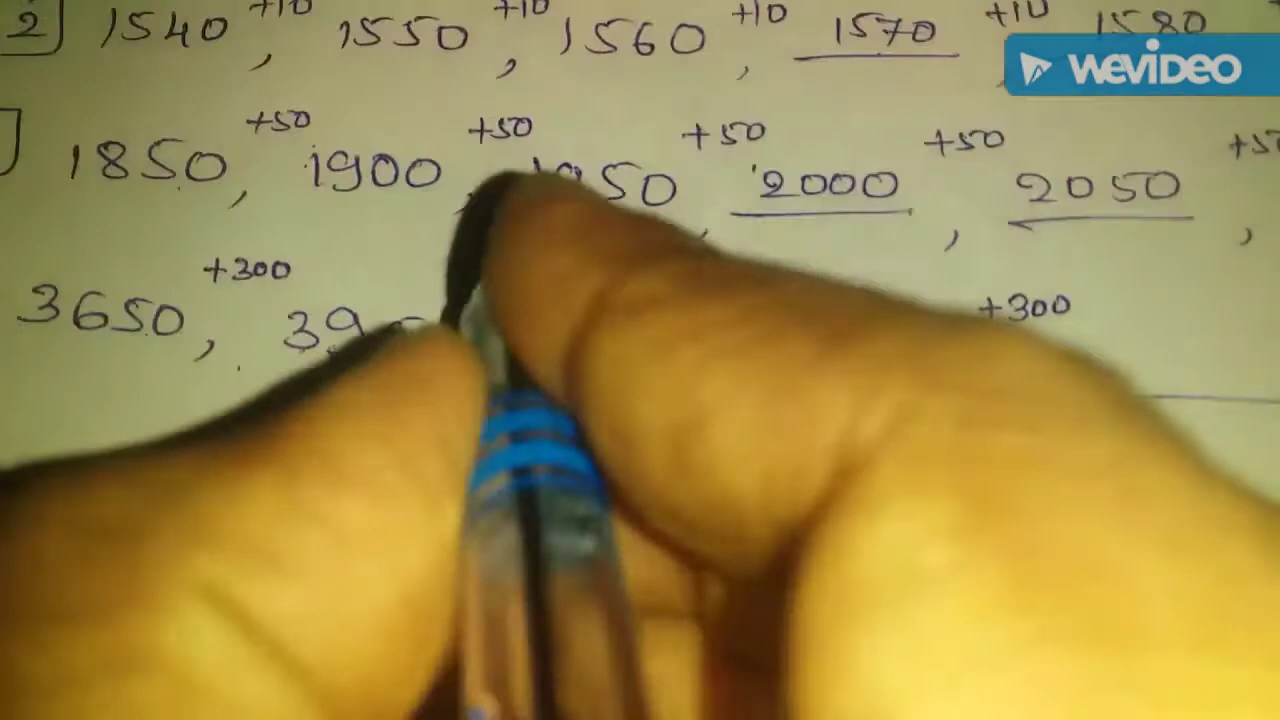 2] 1540, +10 1550, +10 1560, +10 1570, +10 1580
WEVIDEO
] 1850, +50 1900, +50 1950, +50 2000, +50 2050, +50
3650, +300 +300